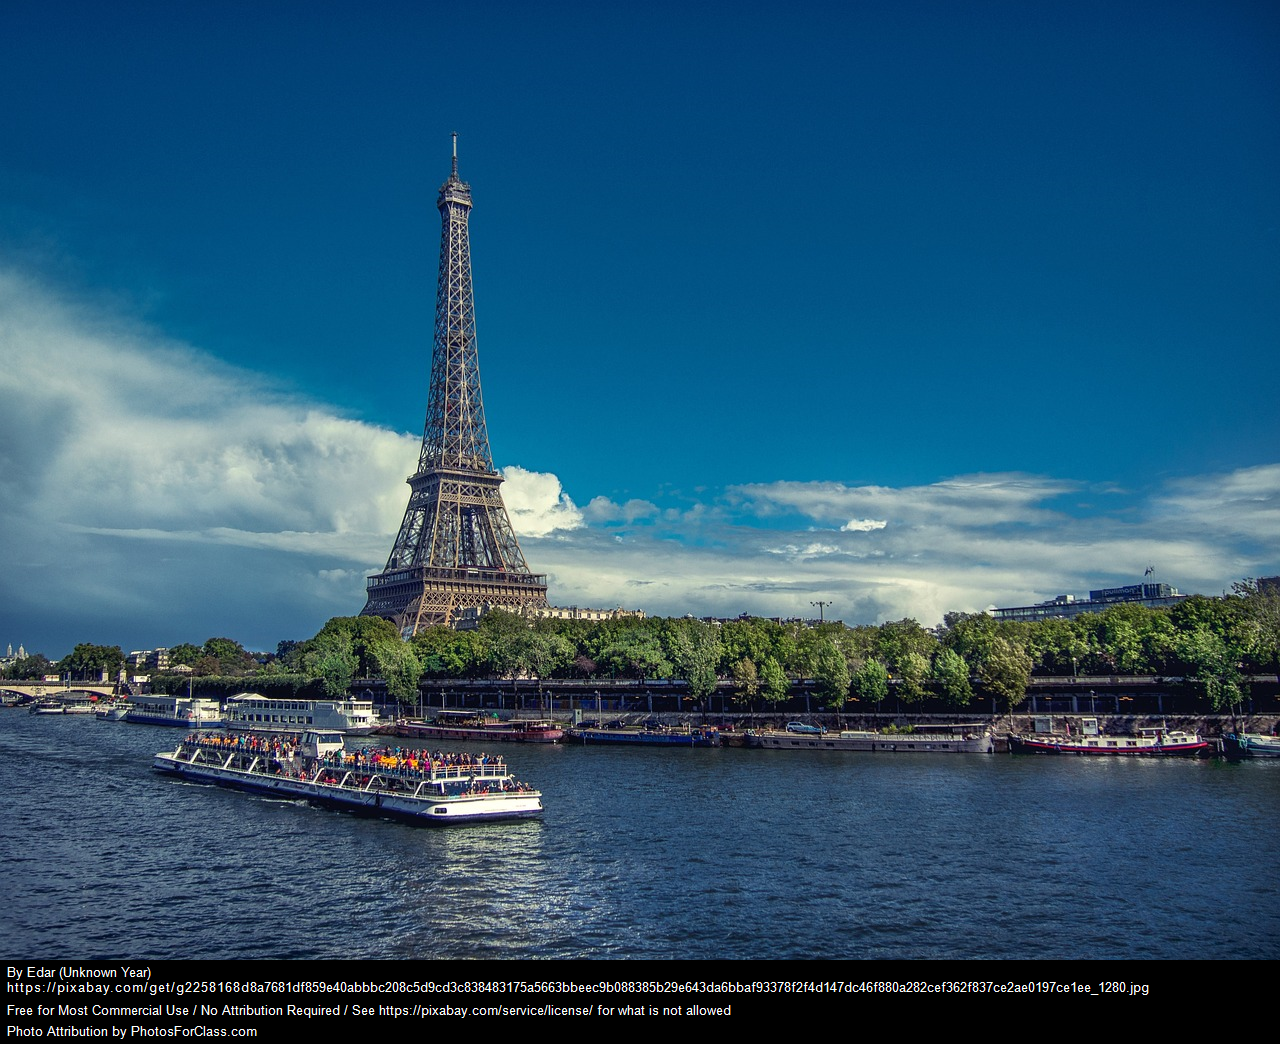 By Edar (Unknown Year)
https://pixabay.com/get/g2258168d8a7681df859e40abbbc208c5d9cd3c838483175a5663bbeec9b088385b29e643da6bbaf93378f2f4d147dc46f880a282cef362f837ce2ae0197ce1ee_1280.jpg
Free for Most Commercial Use / No Attribution Required / See https://pixabay.com/service/license/ for what is not allowed
Photo Attribution by PhotosForClass.com